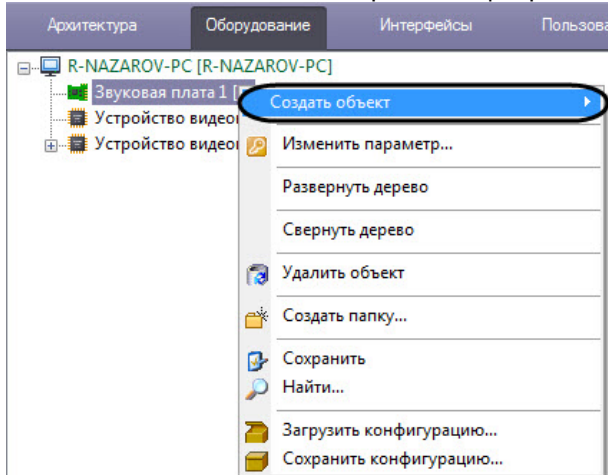 Архитектура Оборудование Интерфейсы Пользова
R-NAZAROV-PC [R-NAZAROV-PC]
Звуковая плата 1 [
Устройство видео
Устройство видео
Создать объект
Изменить параметр...
Развернуть дерево
Свернуть дерево
Удалить объект
Создать папку...
Сохранить
Найти...
Загрузить конфигурацию...
Сохранить конфигурацию...